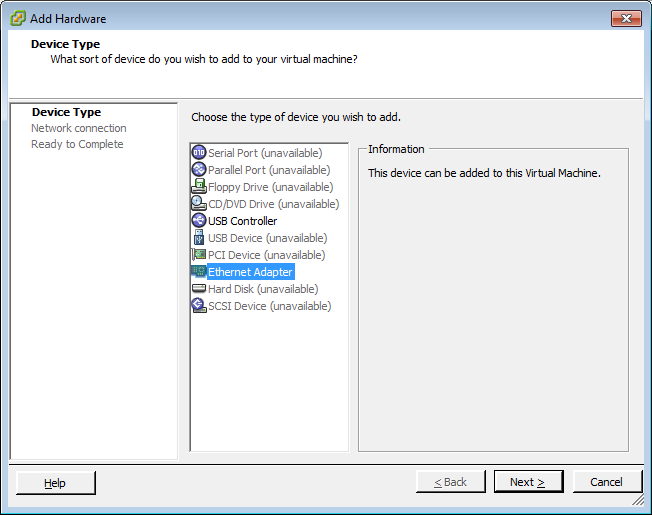 Add Hardware
Device Type
What sort of device do you wish to add to your virtual machine?
Device Type
Network connection
Ready to Complete
Choose the type of device you wish to add.
Serial Port (unavailable)
Parallel Port (unavailable)
Floppy Drive (unavailable)
CD/DVD Drive (unavailable)
USB Controller
USB Device (unavailable)
PCI Device (unavailable)
Ethernet Adapter
Hard Disk (unavailable)
SCSI Device (unavailable)
Information
This device can be added to this Virtual Machine.
Help
< Back
Next >
Cancel